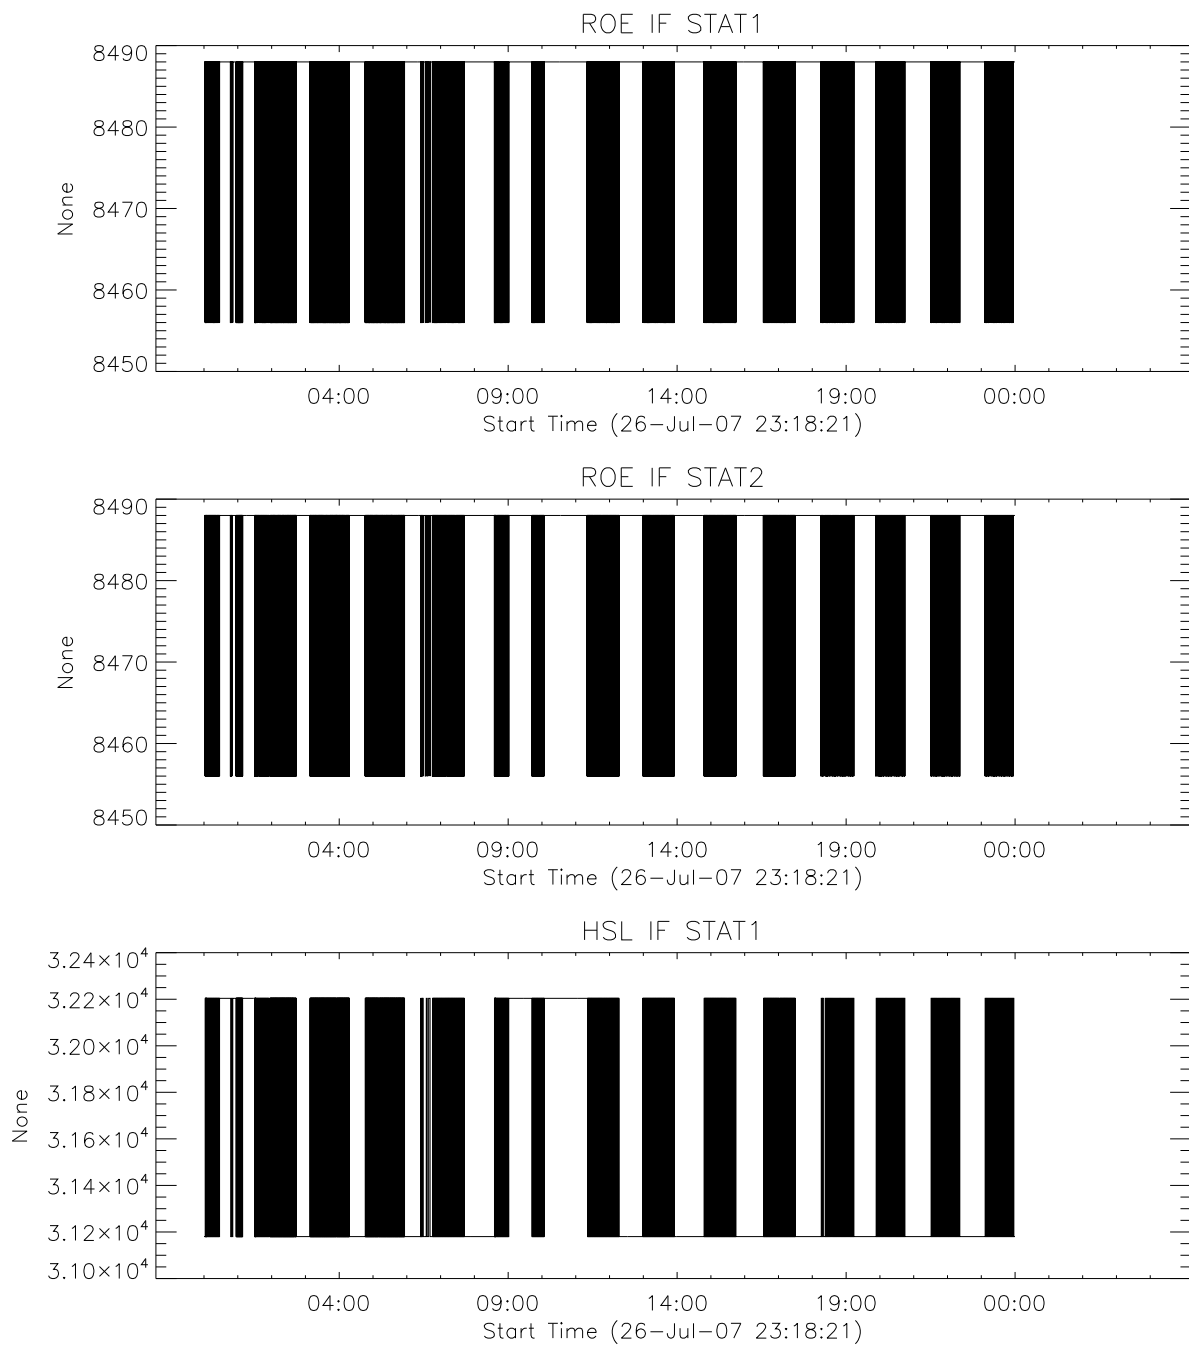 ROE IF STAT1
8490
8480
8470
8460
8450
None
04:00 09:00 14:00 19:00 00:00
Start Time (26-Jul-07 23:18:21)
ROE IF STAT2
8490
8480
8470
8460
8450
None
04:00 09:00 14:00 19:00 00:00
Start Time (26-Jul-07 23:18:21)
HSL IF STAT1
3.24×10⁴
3.22×10⁴
3.20×10⁴
3.18×10⁴
3.16×10⁴
3.14×10⁴
3.12×10⁴
3.10×10⁴
None
04:00 09:00 14:00 19:00 00:00
Start Time (26-Jul-07 23:18:21)